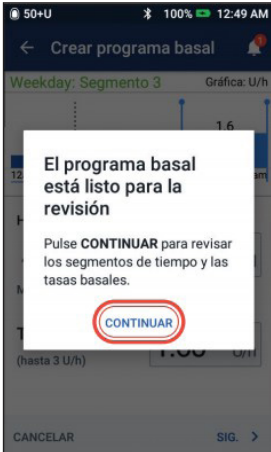 50+U 100% 12:49 AM
Crear programa basal
Weekday: Segmento 3 Gráfica: U/h
1.6
12
am
El programa basal
está listo para la
revisión
Pulse CONTINUAR para revisar
los segmentos de tiempo y las
tasas basales.
CONTINUAR
(hasta 3 U/h) U/h
CANCELAR SIG. >